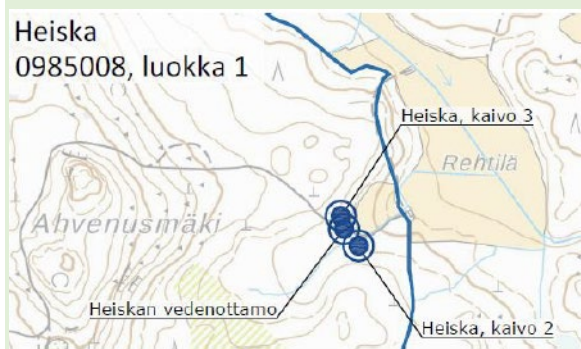 Heiska
0985008, luokka 1
Heiska, kaivo 3
Rehtilä
Ahvenusmäki
Heiskan vedenottamo
Heiska, kaivo 2